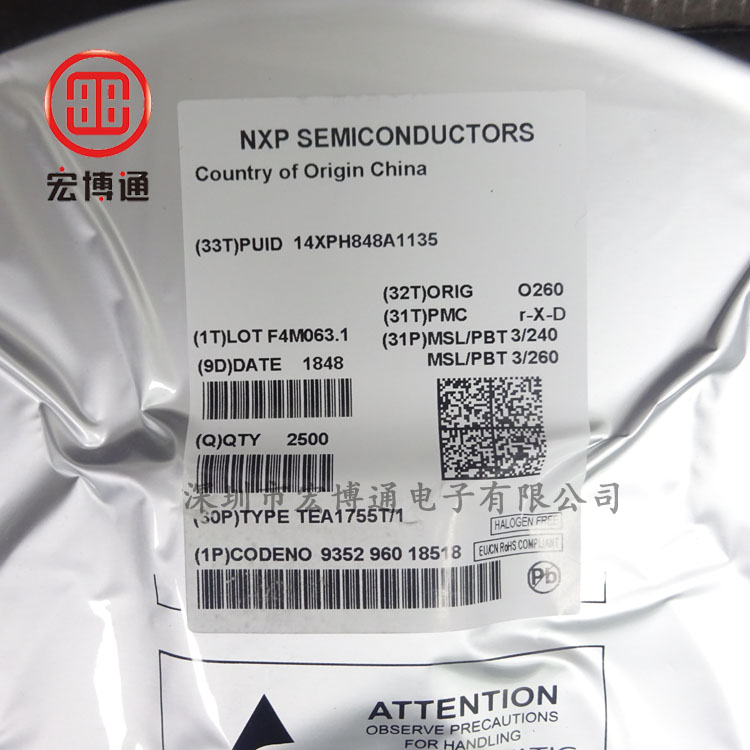 宏博通
NXP SEMICONDUCTORS
Country of Origin China
(33T)PUID 14XPH848A1135
(32T)ORIG O260
(31T)PMC r-X-D
(1T)LOT F4M063.1
(31P)MSL/PBT 3/240
(9D)DATE 1848
MSL/PBT 3/260
(Q)QTY 2500
深圳市宏博通电子有限公司
(30P)TYPE TEA1755T/1
HALOGEN FREE
EU/CN RoHS COMPLIANT
(1P)CODENO 9352 960 18518
Pb
ATTENTION
OBSERVE PRECAUTIONS
FOR HANDLING